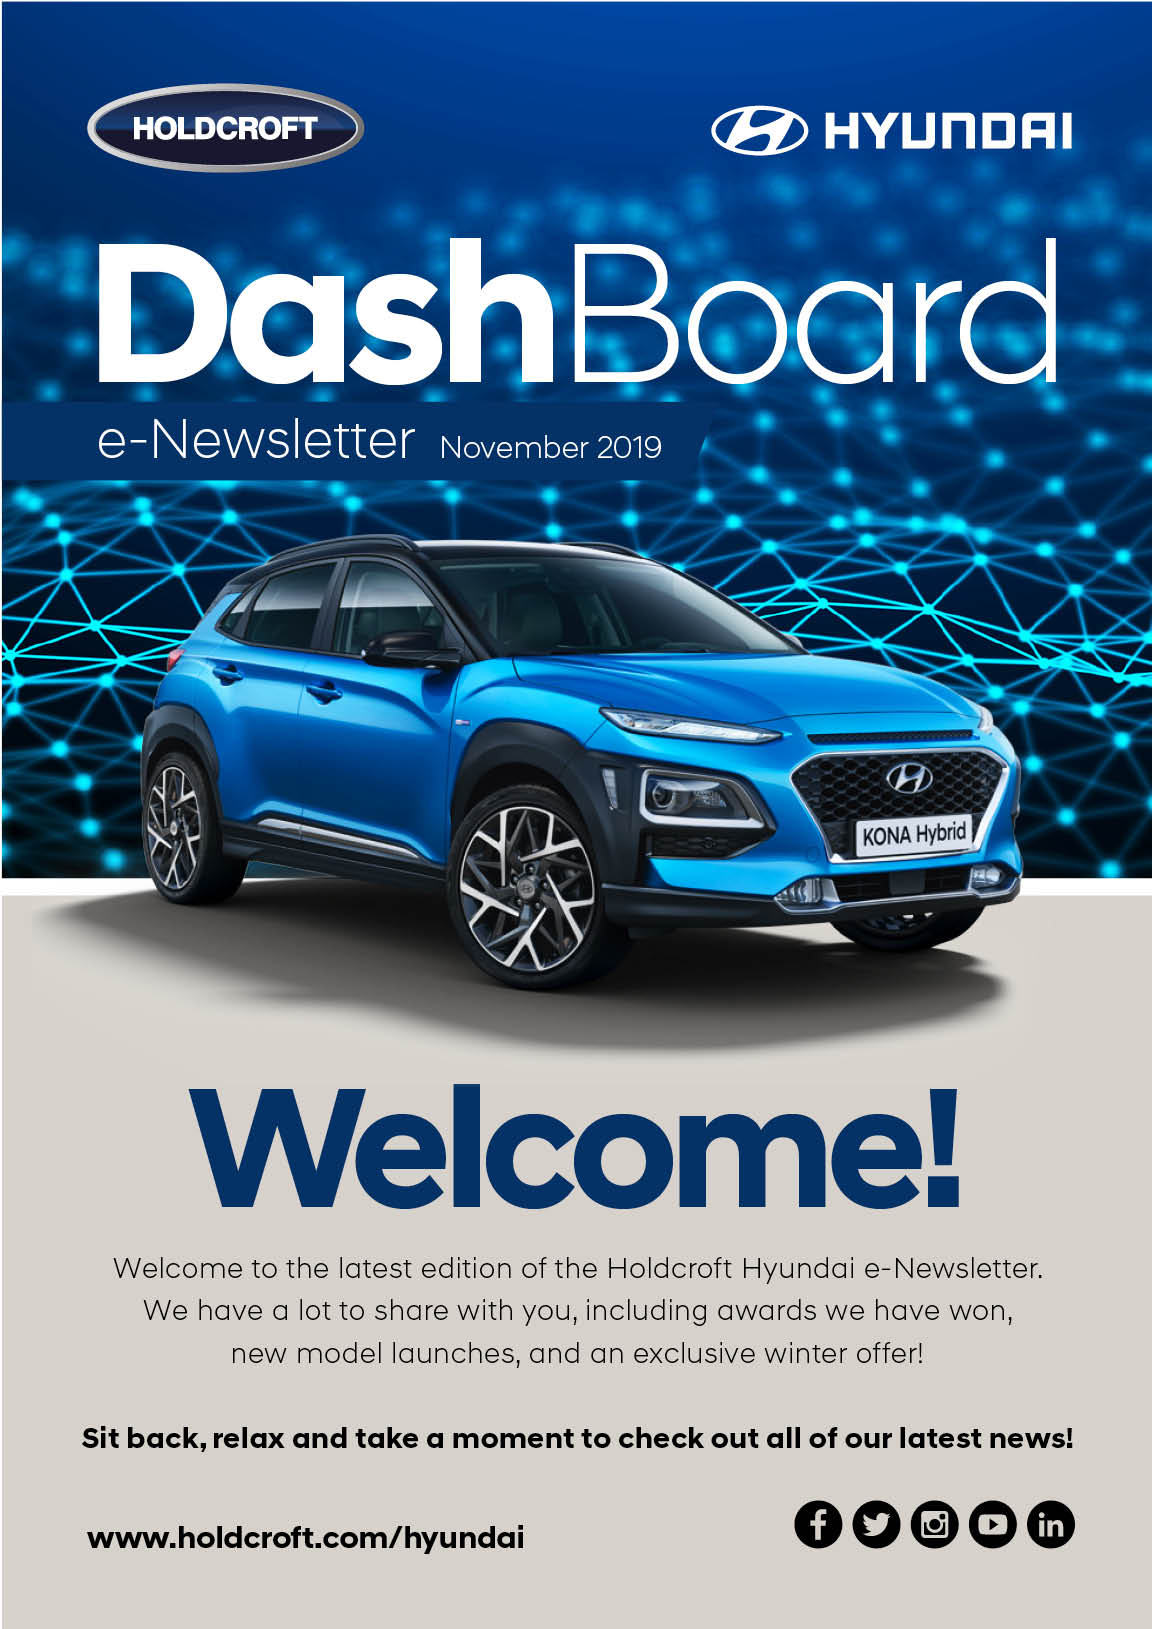 HOLDCROFT
HYUNDAI
DashBoard
e-Newsletter November 2019
KONA Hybrid
Welcome!
Welcome to the latest edition of the Holdcroft Hyundai e-Newsletter.
We have a lot to share with you, including awards we have won,
new model launches, and an exclusive winter offer!
Sit back, relax and take a moment to check out all of our latest news!
www.holdcroft.com/hyundai